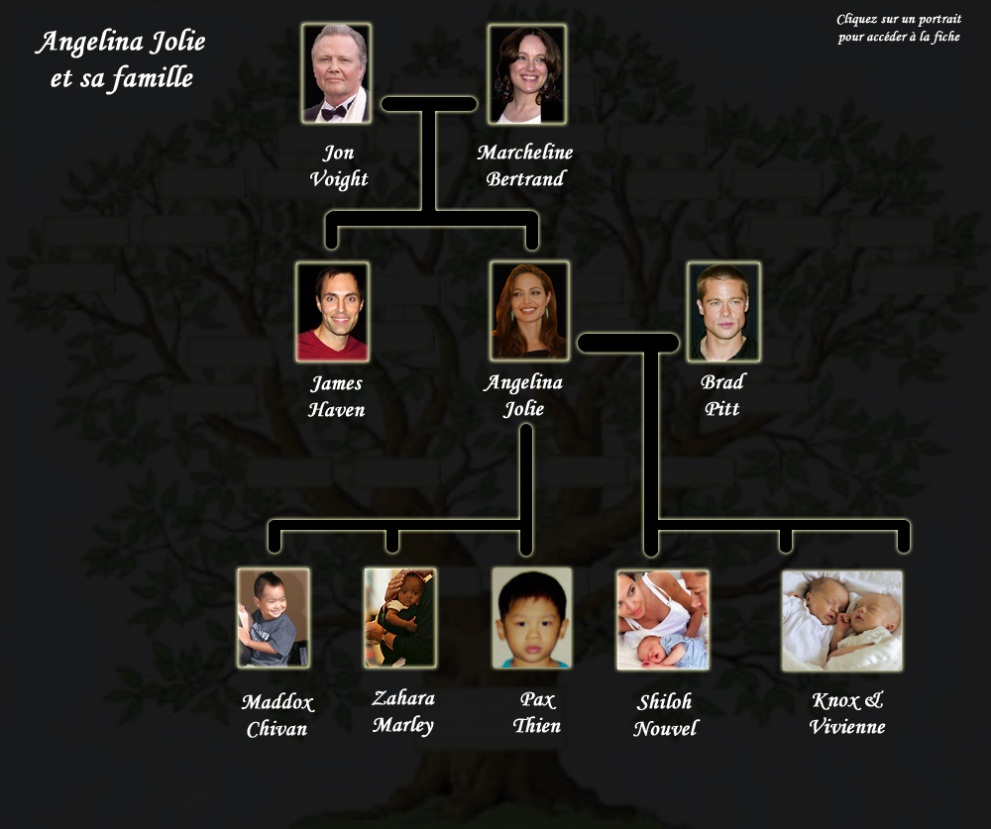 Angelina Jolie
et sa famille
Cliquez sur un portrait
pour accéder à la fiche
Jon
Voight
Marcheline
Bertrand
James
Haven
Angelina
Jolie
Brad
Pitt
Maddox
Chivan
Zahara
Marley
Pax
Thien
Shiloh
Nouvel
Knox &
Vivienne